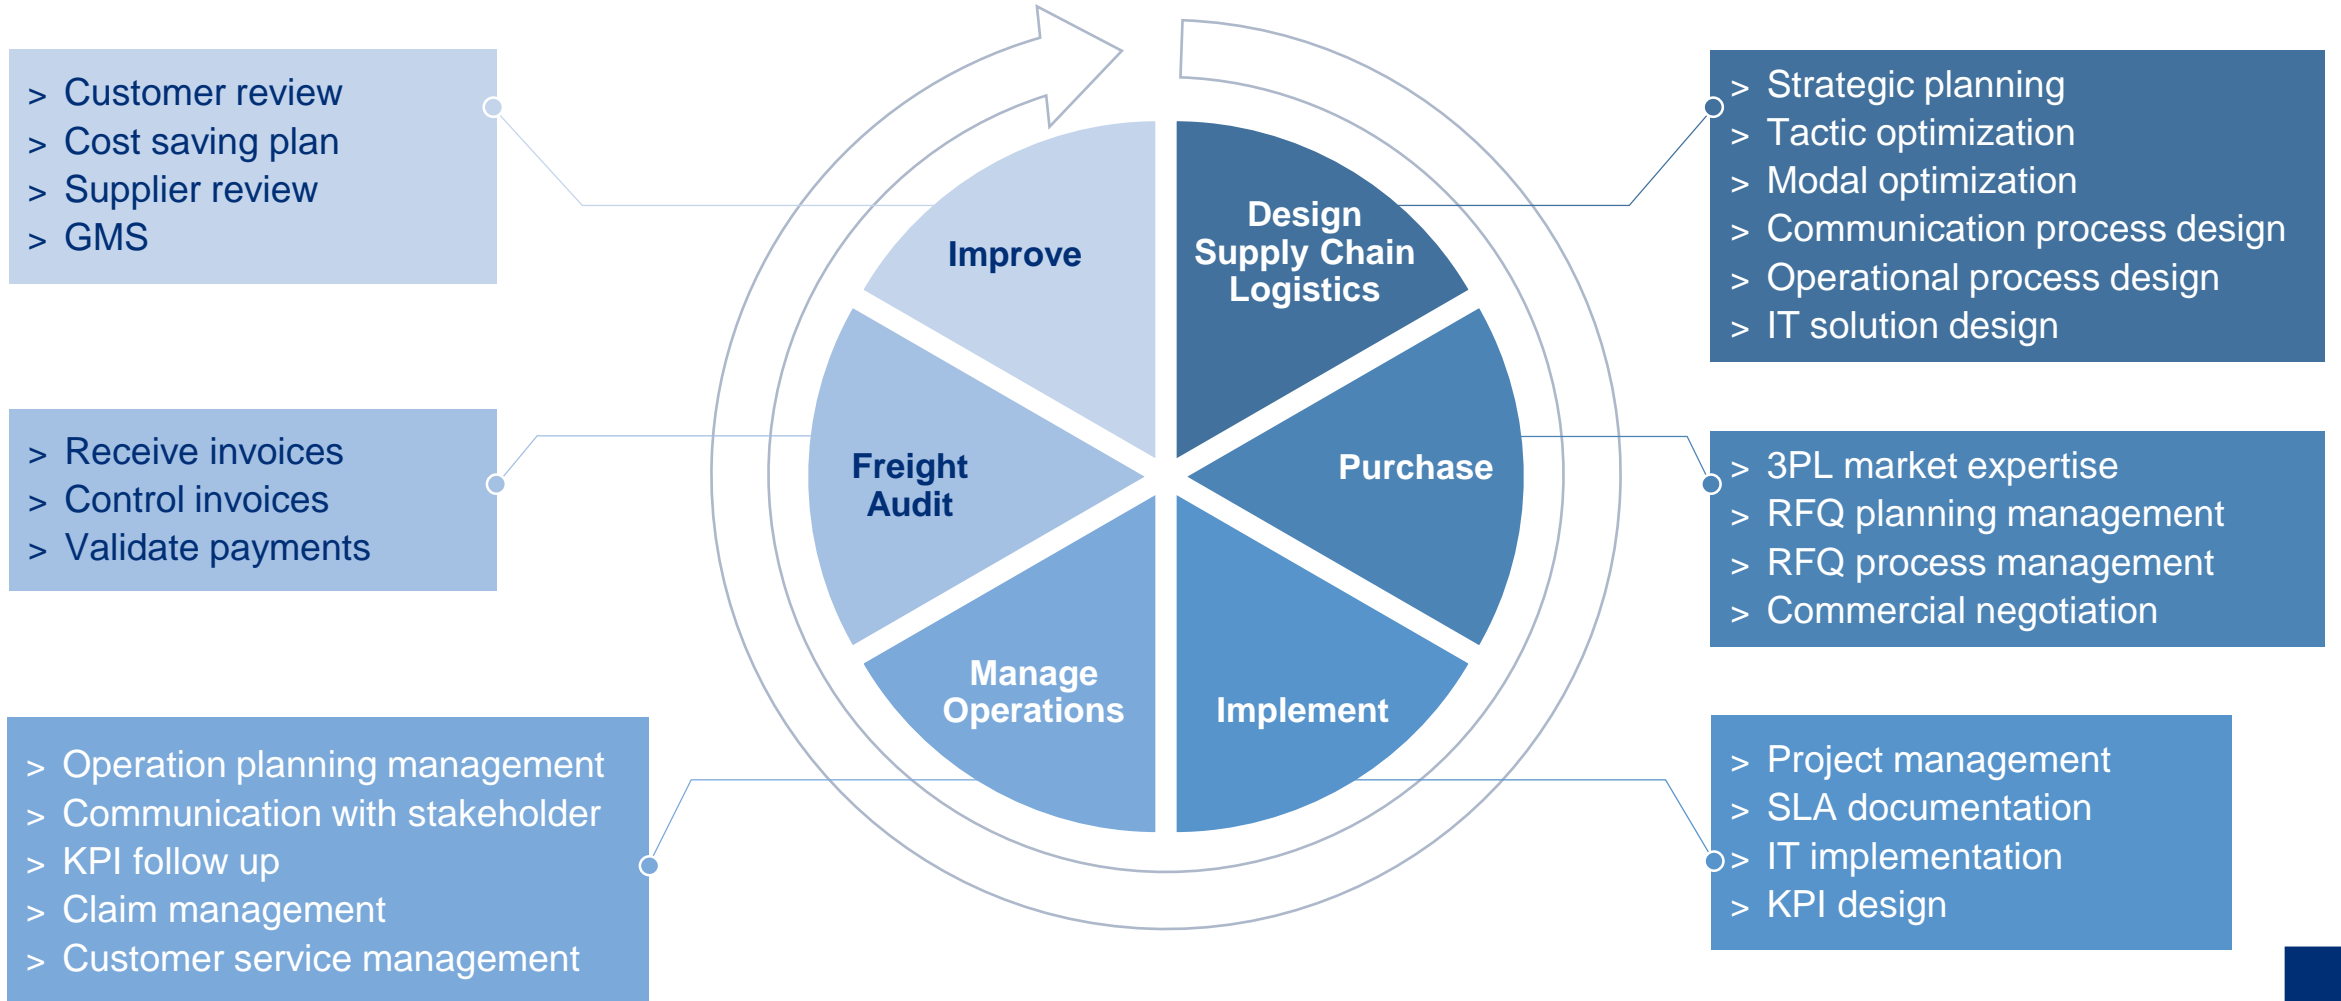 > Customer review
> Cost saving plan
> Supplier review
> GMS
> Receive invoices
> Control invoices
> Validate payments
> Operation planning management
> Communication with stakeholder
> KPI follow up
> Claim management
> Customer service management
Improve
Freight
Audit
Manage
Operations
Design
Supply Chain
Logistics
Purchase
Implement
> Strategic planning
> Tactic optimization
> Modal optimization
> Communication process design
> Operational process design
> IT solution design
> 3PL market expertise
> RFQ planning management
> RFQ process management
> Commercial negotiation
> Project management
> SLA documentation
> IT implementation
> KPI design